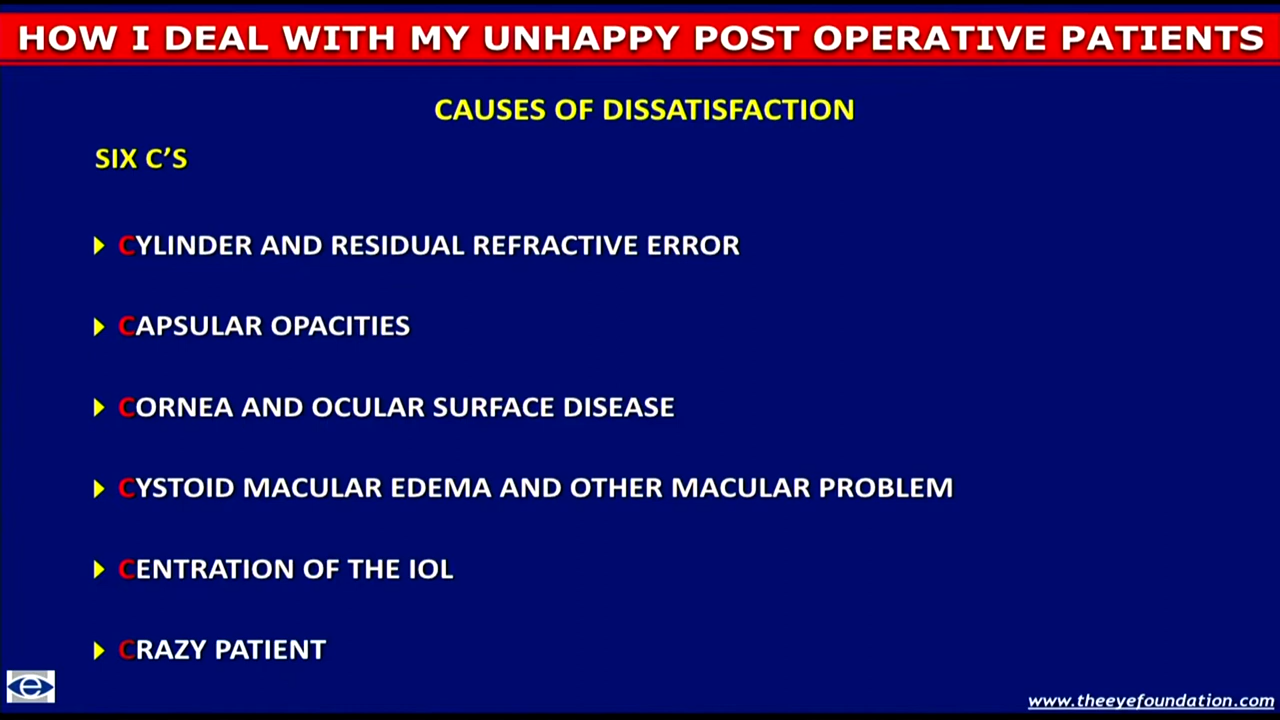 HOW I DEAL WITH MY UNHAPPY POST OPERATIVE PATIENTS
CAUSES OF DISSATISFACTION
SIX C’S
CYLINDER AND RESIDUAL REFRACTIVE ERROR
CAPSULAR OPACITIES
CORNEA AND OCULAR SURFACE DISEASE
CYSTOID MACULAR EDEMA AND OTHER MACULAR PROBLEM
CENTRATION OF THE IOL
CRAZY PATIENT
e
www.theeyefoundation.com